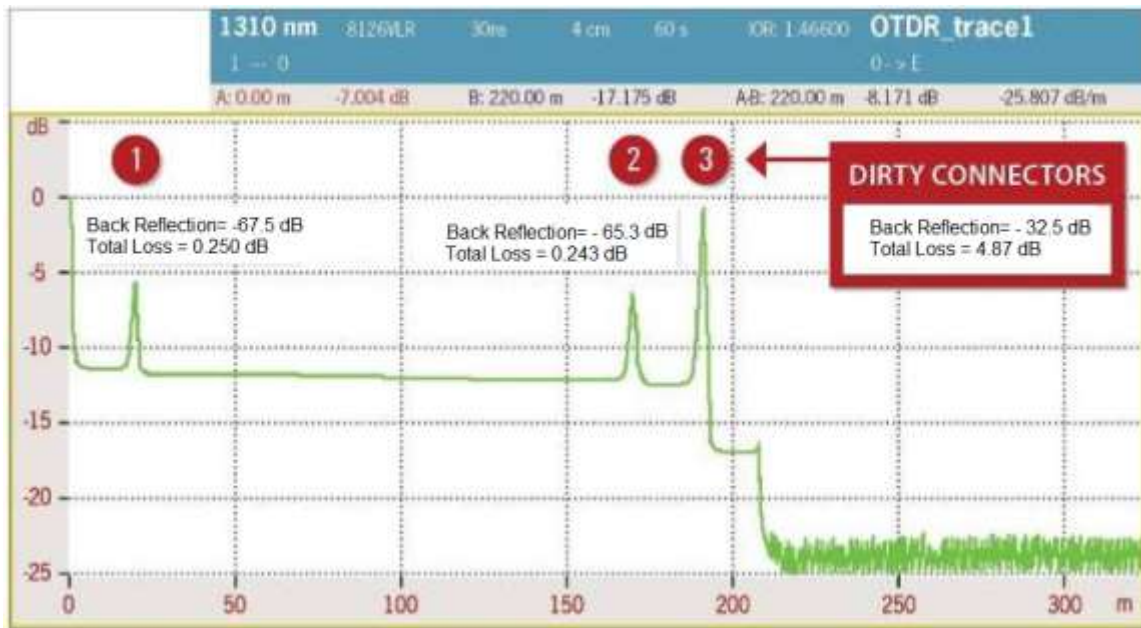 1310 nm 8126VLR 30ns 4 cm 60 s IOR: 1.46600 OTDR_trace1
1 --- 0 0-> E
A: 0.00 m -7.004 dB B: 220.00 m -17.175 dB A-B: 220.00 m -8.171 dB -25.807 dB/m
dB
1 2 3
DIRTY CONNECTORS
0
Back Reflection= -67.5 dB
Total Loss = 0.250 dB
Back Reflection= - 65.3 dB
Total Loss = 0.243 dB
Back Reflection= - 32.5 dB
Total Loss = 4.87 dB
-5
-10
-15
-20
-25
0 50 100 150 200 250 300 m